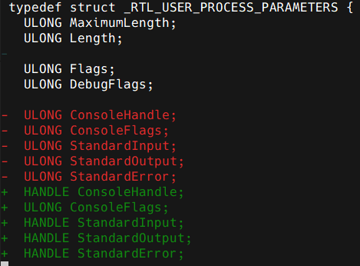 typedef struct _RTL_USER_PROCESS_PARAMETERS {
  ULONG MaximumLength;
  ULONG Length;
-
  ULONG Flags;
  ULONG DebugFlags;

- ULONG ConsoleHandle;
- ULONG ConsoleFlags;
- ULONG StandardInput;
- ULONG StandardOutput;
- ULONG StandardError;
+ HANDLE ConsoleHandle;
+ ULONG ConsoleFlags;
+ HANDLE StandardInput;
+ HANDLE StandardOutput;
+ HANDLE StandardError;